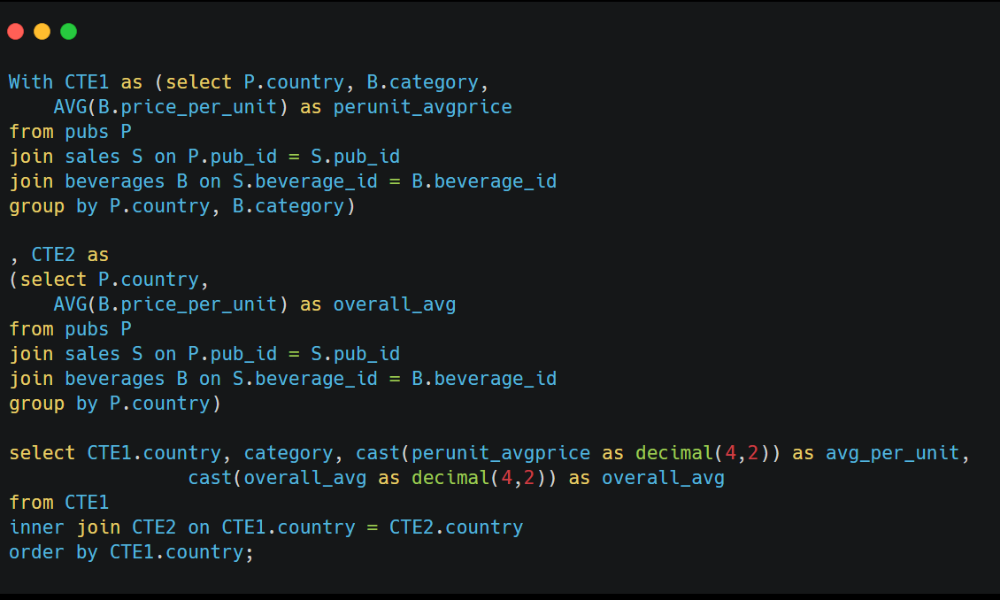 With CTE1 as (select P.country, B.category,
    AVG(B.price_per_unit) as perunit_avgprice
from pubs P
join sales S on P.pub_id = S.pub_id
join beverages B on S.beverage_id = B.beverage_id
group by P.country, B.category)

, CTE2 as
(select P.country,
    AVG(B.price_per_unit) as overall_avg
from pubs P
join sales S on P.pub_id = S.pub_id
join beverages B on S.beverage_id = B.beverage_id
group by P.country)

select CTE1.country, category, cast(perunit_avgprice as decimal(4,2)) as avg_per_unit,
                cast(overall_avg as decimal(4,2)) as overall_avg
from CTE1
inner join CTE2 on CTE1.country = CTE2.country
order by CTE1.country;